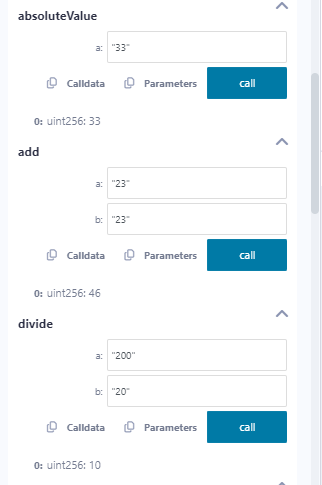 absoluteValue
a: "33"
Calldata Parameters call
0: uint256: 33
add
a: "23"
b: "23"
Calldata Parameters call
0: uint256: 46
divide
a: "200"
b: "20"
Calldata Parameters call
0: uint256: 10